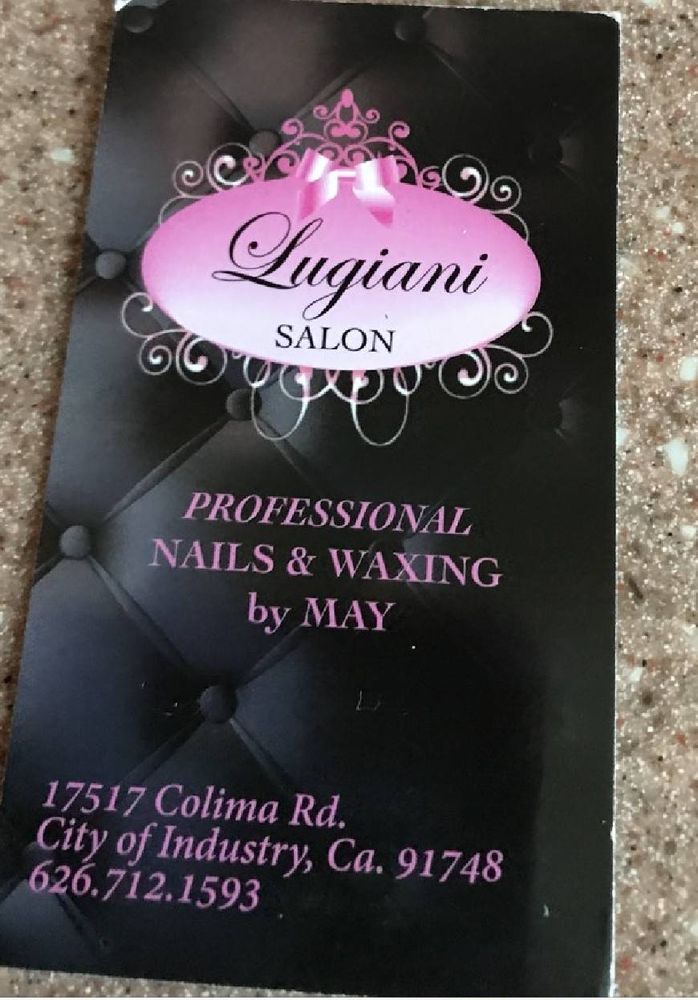 Lugiani
SALON
PROFESSIONAL
NAILS & WAXING
by MAY
17517 Colima Rd.
City of Industry, Ca. 91748
626.712.1593